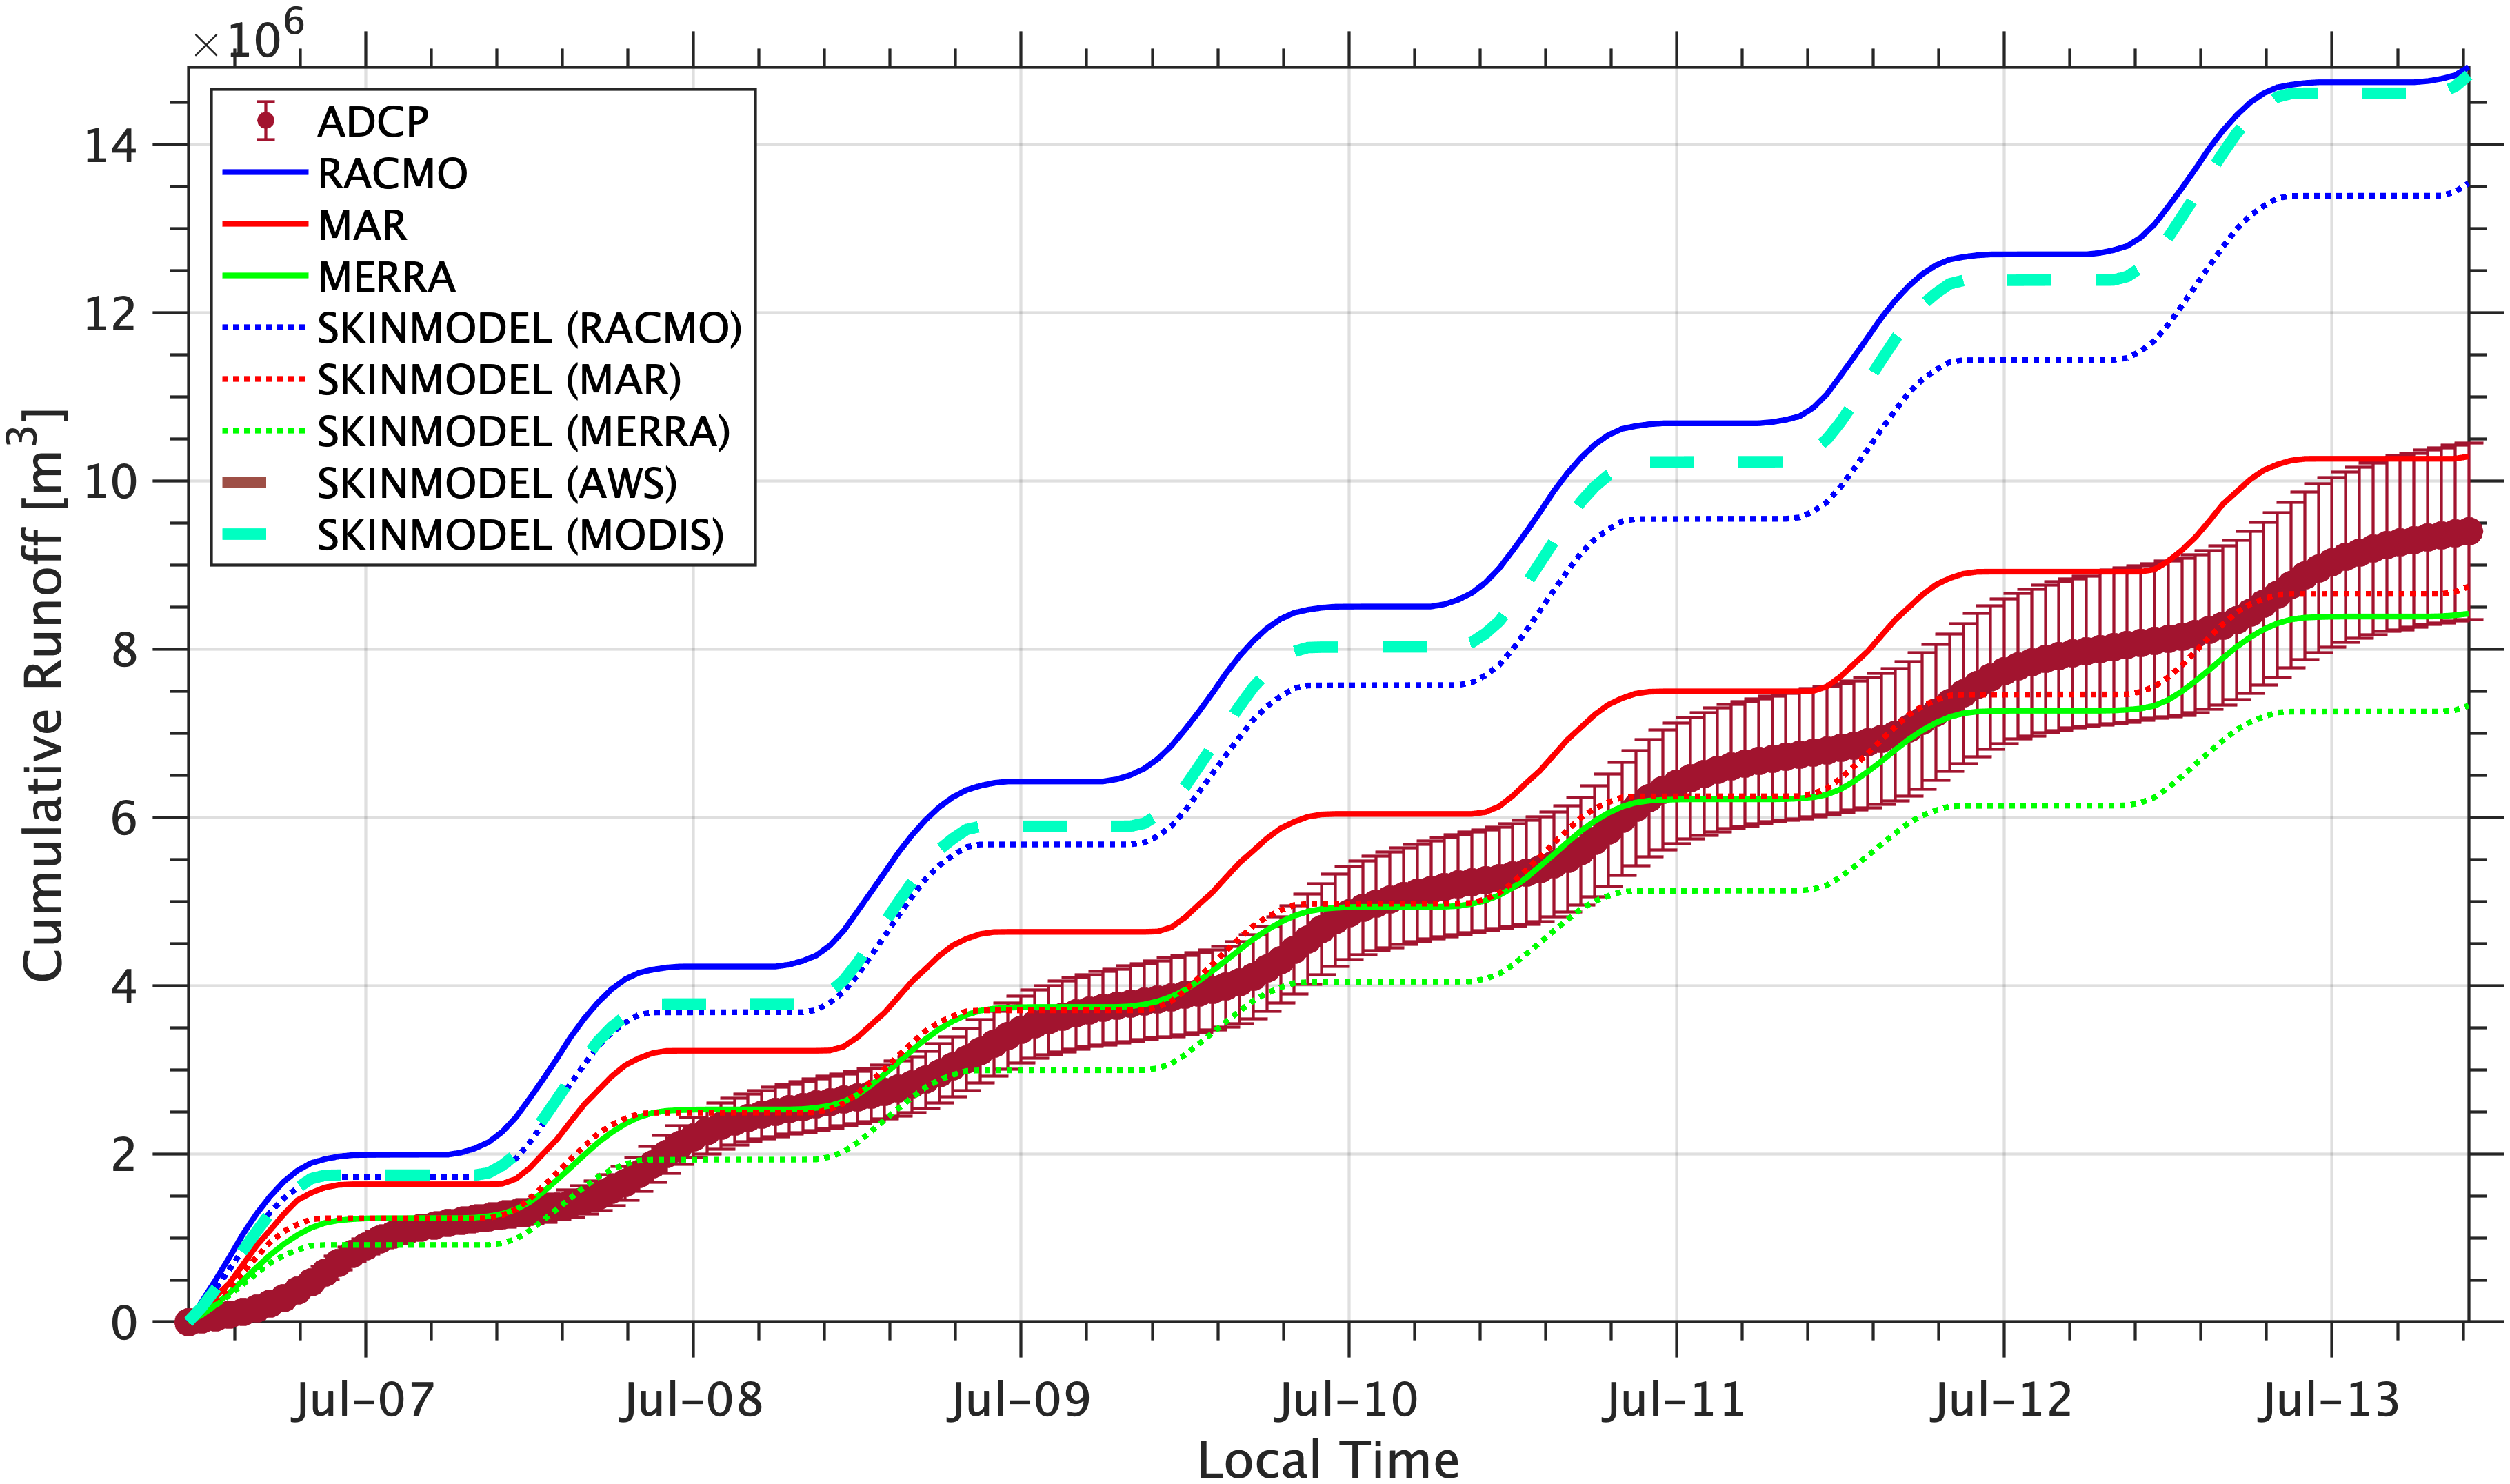 ×10⁶
14
12
10
8
6
4
2
0
Cumulative Runoff [m³]
ADCP
RACMO
MAR
MERRA
SKINMODEL (RACMO)
SKINMODEL (MAR)
SKINMODEL (MERRA)
SKINMODEL (AWS)
SKINMODEL (MODIS)
Jul-07 Jul-08 Jul-09 Jul-10 Jul-11 Jul-12 Jul-13
Local Time